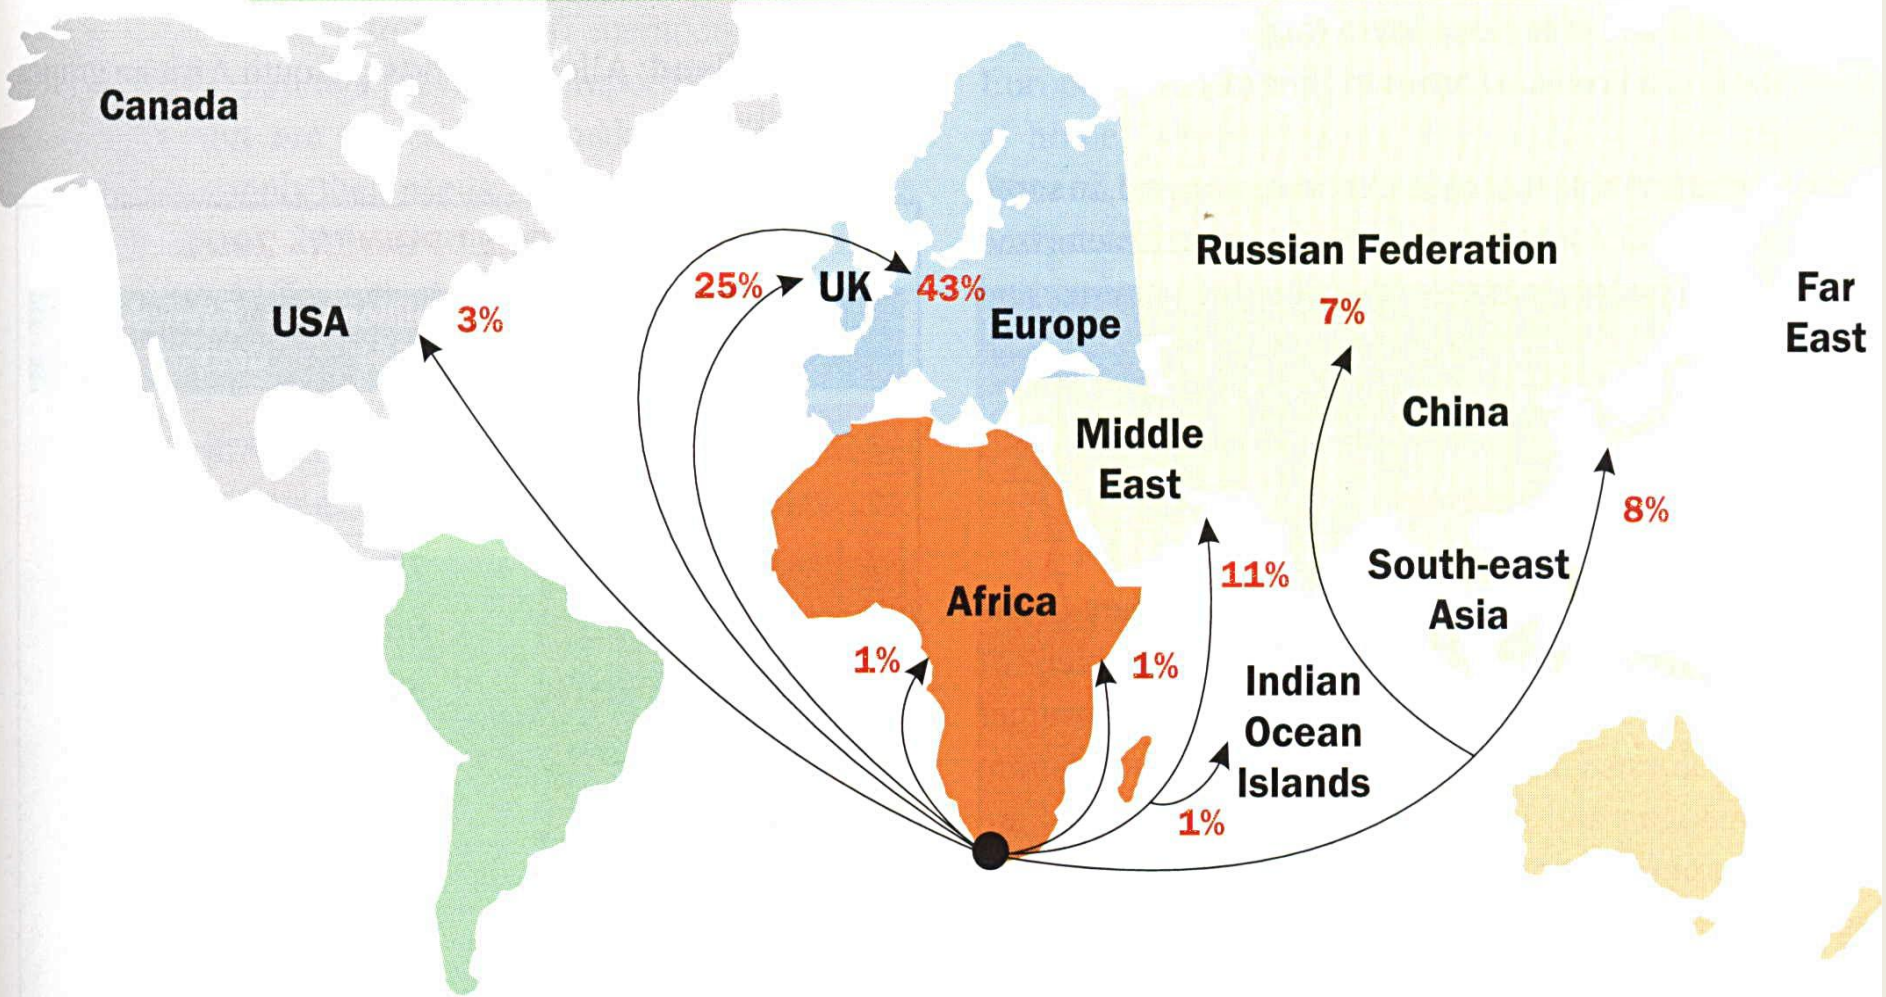 Canada
USA
3%
25%
UK
43%
Europe
Russian Federation
7%
Far
East
China
Middle
East
8%
11%
South-east
Asia
Africa
1%
1%
Indian
Ocean
Islands
1%